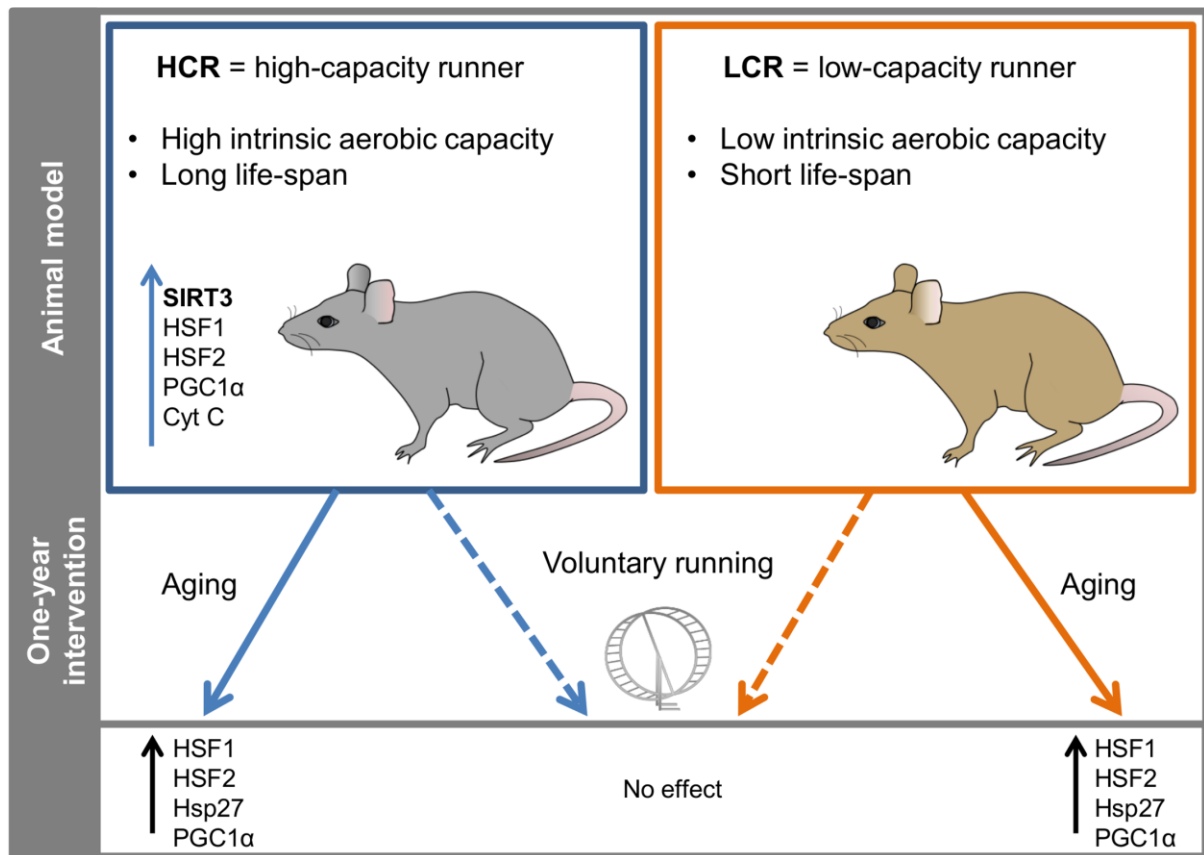 Animal model
HCR = high-capacity runner
• High intrinsic aerobic capacity
• Long life-span
SIRT3
HSF1
HSF2
PGC1α
Cyt C
LCR = low-capacity runner
• Low intrinsic aerobic capacity
• Short life-span
One-year
intervention
Aging
Voluntary running
Aging
HSF1
HSF2
Hsp27
PGC1α
No effect
HSF1
HSF2
Hsp27
PGC1α